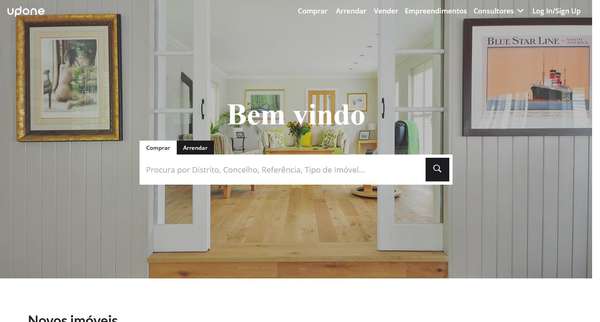 updone
Comprar Arrendar Vender Empreendimentos Consultores Log In/Sign Up
BLUE STAR LINE
Bem vindo
Comprar Arrendar
Procura por Distrito, Concelho, Referência, Tipo de Imóvel...
Novos imóveis